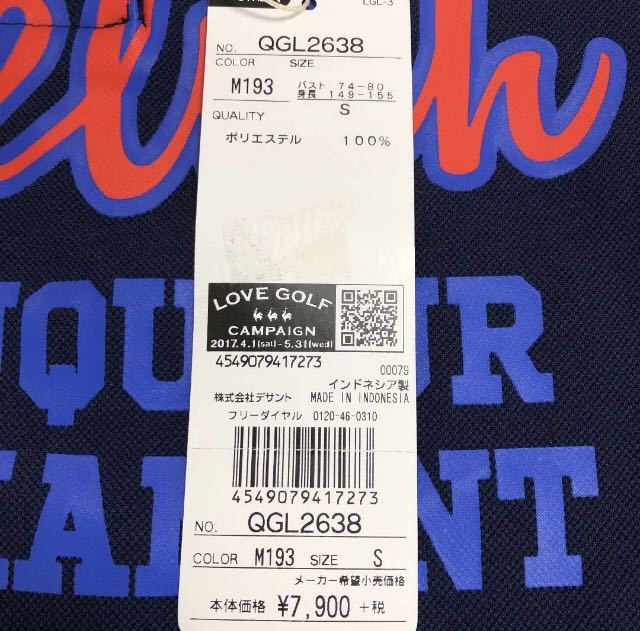 LGL-3
NO. QGL2638
COLOR SIZE
M193 バスト 74-80
身長 149-155
S
QUALITY
ポリエステル 100%
LOVE GOLF
CAMPAIGN
2017.4.1(sat) - 5.31(wed)
4549079417273
00079
インドネシア製
株式会社デサント MADE IN INDONESIA
フリーダイヤル 0120-46-0310
4549079417273
NO. QGL2638
COLOR M193 SIZE S
メーカー希望小売価格
本体価格 ¥7,900 +税